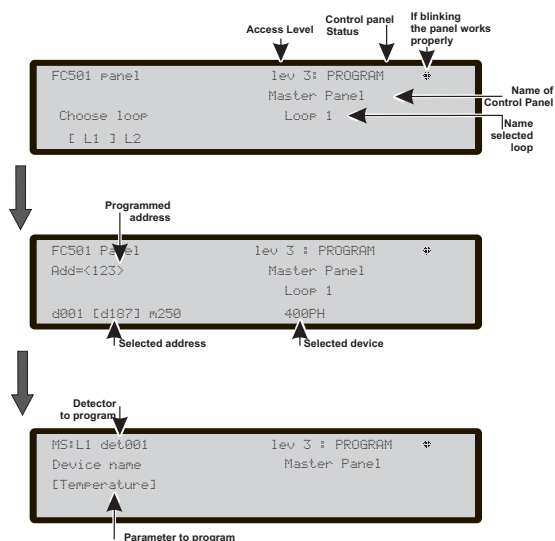 Access Level
Control panel
Status
If blinking
the panel works
properly
FC501 panel lev 3: PROGRAM
Master Panel
Name of
Control Panel
Choose loop Loop 1
Name
selected
loop
[ L1 ] L2
Programmed
address
FC501 Panel lev 3 : PROGRAM
Add=<123> Master Panel
Loop 1
d001 [d187] m250 400PH
Selected address Selected device
Detector
to program
MS:L1 det001 lev 3 : PROGRAM
Device name Master Panel
[Temperature]
Parameter to program